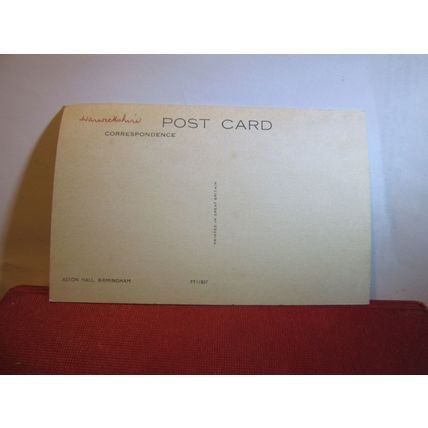 Warwickshire
POST CARD
CORRESPONDENCE
PRINTED IN GREAT BRITAIN
ASTON HALL, BIRMINGHAM